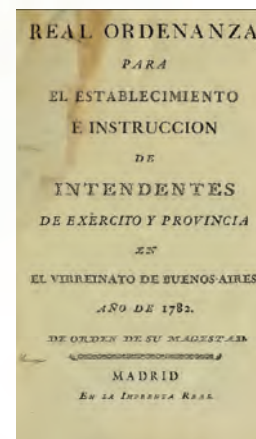 REAL ORDENANZA
PARA
EL ESTABLECIMIENTO
E INSTRUCCION
DE
INTENDENTES
DE EXÈRCITO Y PROVINCIA
EN
EL VIRREINATO DE BUENOS-AIRES
AÑO DE 1782.
DE ORDEN DE SU MAGESTAD.
MADRID
EN LA IMPRENTA REAL.